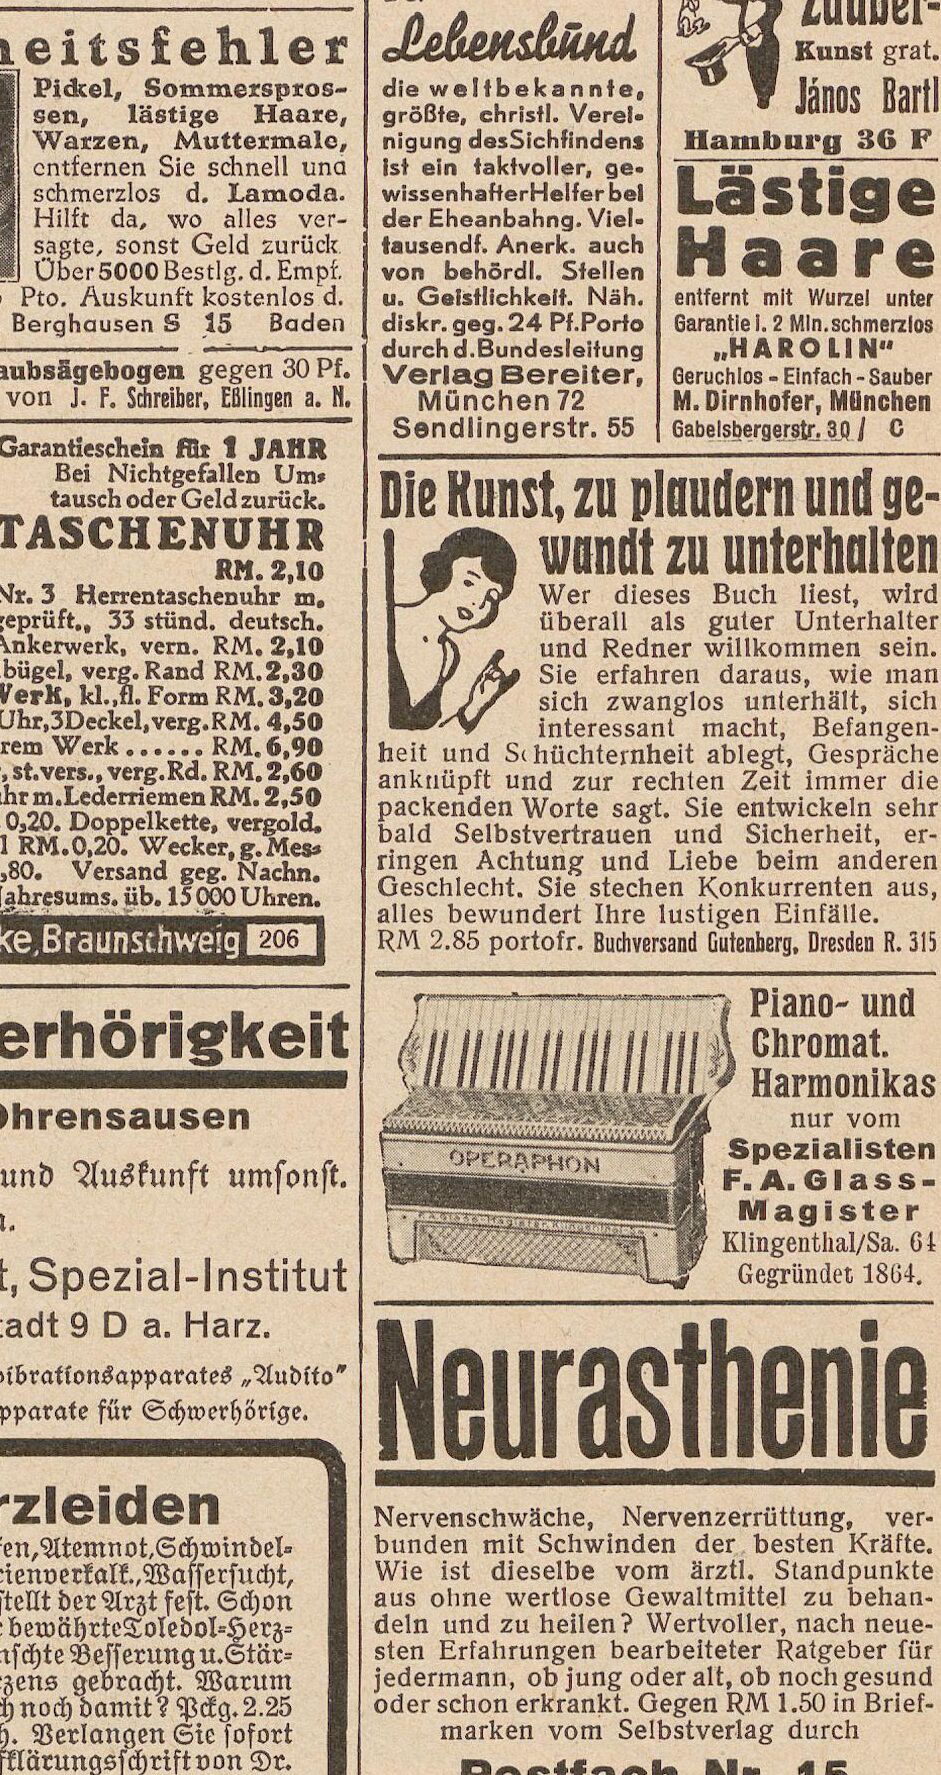 eitsfehler
Pickel, Sommerspros-
sen, lästige Haare,
Warzen, Muttermale,
entfernen Sie schnell und
schmerzlos d. Lamoda.
Hilft da, wo alles ver-
sagte, sonst Geld zurück
Über 5000 Bestlg. d. Empf.
Pto. Auskunft kostenlos d.
Berghausen S 15 Baden
aubsägebogen gegen 30 Pf.
von J. F. Schreiber, Eßlingen a. N.
Garantieschein für 1 JAHR
Bei Nichtgefallen Um-
tausch oder Geld zurück.
TASCHENUHR
RM. 2,10
Nr. 3 Herrentaschenuhr m.
geprüft., 33 stünd. deutsch.
Ankerwerk, vern. RM. 2,10
bügel, verg. Rand RM. 2,30
Werk, kl., fl. Form RM. 3,20
Uhr, 3 Deckel, verg. RM. 4,50
rem Werk ...... RM. 6,90
, st. vers., verg. Rd. RM. 2,60
hr m. Lederriemen RM. 2,50
0,20. Doppelkette, vergold.
l RM. 0,20. Wecker, g. Mes-
,80. Versand geg. Nachn.
Jahresums. üb. 15 000 Uhren.
ke, Braunschweig 206
erhörigkeit
Ohrensausen
und Auskunft umsonst.
t, Spezial-Institut
tadt 9 D a. Harz.
vibrationsapparates „Audito"
pparate für Schwerhörige.
rzleiden
fen, Atemnot, Schwindel-
rienverkalk., Wassersucht,
stellt der Arzt fest. Schon
bewährte Toledol-Herz-
nschte Besserung u. Stär-
zens gebracht. Warum
h noch damit? Pckg. 2.25
h. Verlangen Sie sofort
fklärungsschrift von Dr.
Lebensbund
die weltbekannte,
größte, christl. Verei-
nigung des Sichfindens
ist ein taktvoller, ge-
wissenhafter Helfer bei
der Eheanbahng. Viel-
tausendf. Anerk. auch
von behördl. Stellen
u. Geistlichkeit. Näh.
diskr. geg. 24 Pf. Porto
durch d. Bundesleitung
Verlag Bereiter,
München 72
Sendlingerstr. 55
Zauber-
Kunst grat.
János Bartl
Hamburg 36 F
Lästige
Haare
entfernt mit Wurzel unter
Garantie i. 2 Min. schmerzlos
„HAROLIN"
Geruchlos - Einfach - Sauber
M. Dirnhofer, München
Gabelsbergerstr. 30 / C
Die Kunst, zu plaudern und ge-
wandt zu unterhalten
Wer dieses Buch liest, wird
überall als guter Unterhalter
und Redner willkommen sein.
Sie erfahren daraus, wie man
sich zwanglos unterhält, sich
interessant macht, Befangen-
heit und Schüchternheit ablegt, Gespräche
anknüpft und zur rechten Zeit immer die
packenden Worte sagt. Sie entwickeln sehr
bald Selbstvertrauen und Sicherheit, er-
ringen Achtung und Liebe beim anderen
Geschlecht. Sie stechen Konkurrenten aus,
alles bewundert Ihre lustigen Einfälle.
RM 2.85 portofr. Buchversand Gutenberg, Dresden R. 315
OPERAPHON
Piano- und
Chromat.
Harmonikas
nur vom
Spezialisten
F. A. Glass-
Magister
Klingenthal/Sa. 64
Gegründet 1864.
Neurasthenie
Nervenschwäche, Nervenzerrüttung, ver-
bunden mit Schwinden der besten Kräfte.
Wie ist dieselbe vom ärztl. Standpunkte
aus ohne wertlose Gewaltmittel zu behan-
deln und zu heilen? Wertvoller, nach neue-
sten Erfahrungen bearbeiteter Ratgeber für
jedermann, ob jung oder alt, ob noch gesund
oder schon erkrankt. Gegen RM 1.50 in Brief-
marken vom Selbstverlag durch
Postfach Nr. 15